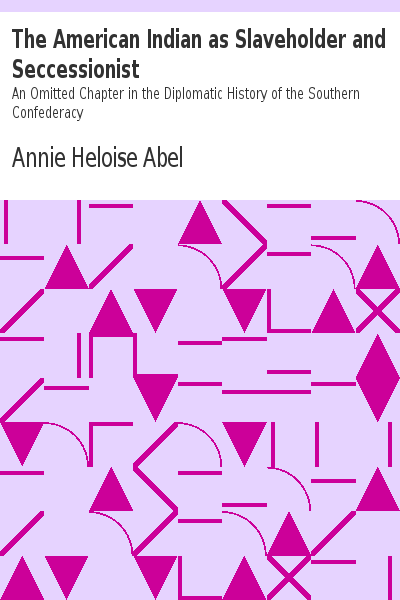 The American Indian as Slaveholder and
Seccessionist
An Omitted Chapter in the Diplomatic History of the Southern
Confederacy
Annie Heloise Abel